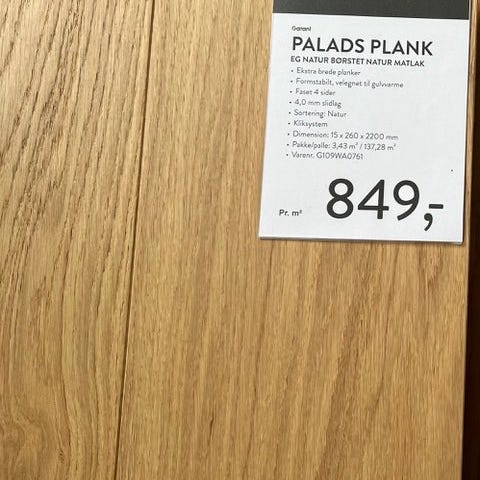 Garant
PALADS PLANK
EG NATUR BØRSTET NATUR MATLAK
• Ekstra brede planker
• Formstabilt, velegnet til gulvvarme
• Faset 4 sider
• 4,0 mm slidlag
• Sortering: Natur
• Kliksystem
• Dimension: 15 x 260 x 2200 mm
• Pakke/palle: 3,43 m² / 137,28 m²
• Varenr. G109WA0761
Pr. m² 849,-